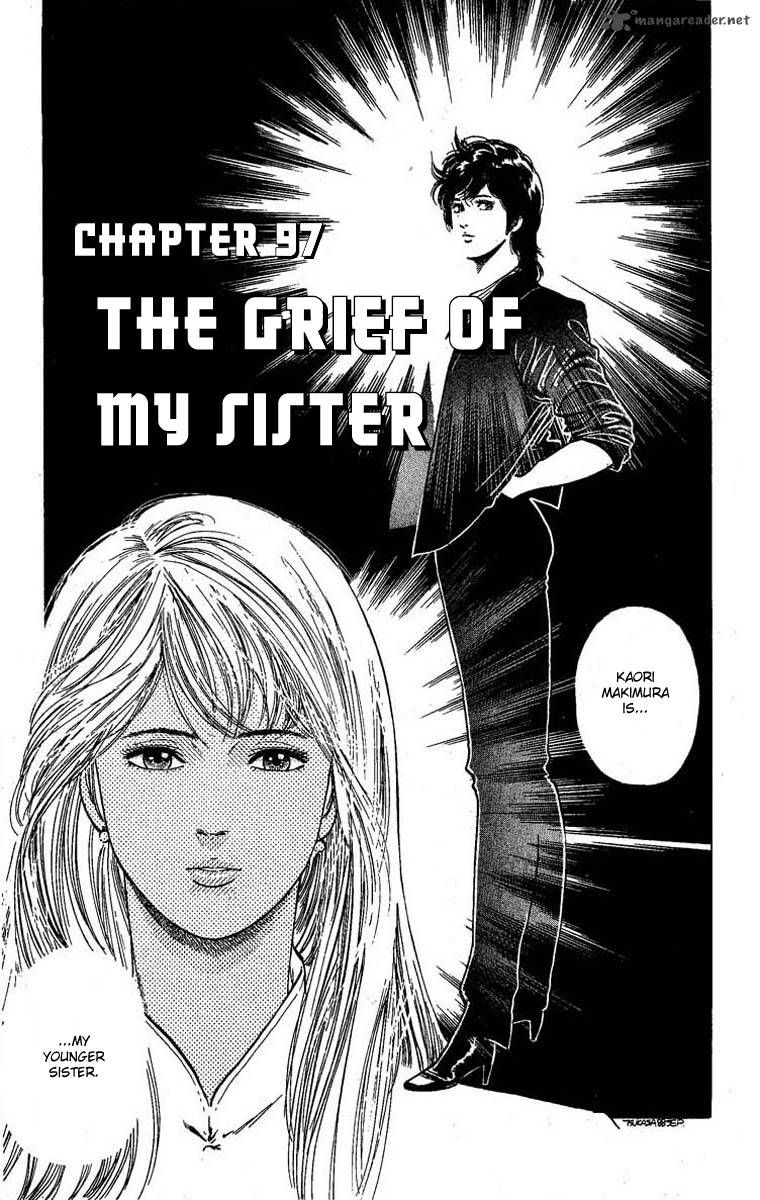 mangareader.net
CHAPTER 97
THE GRIEF OF
MY SISTER
KAORI
MAKIMURA
IS...
...MY
YOUNGER
SISTER.